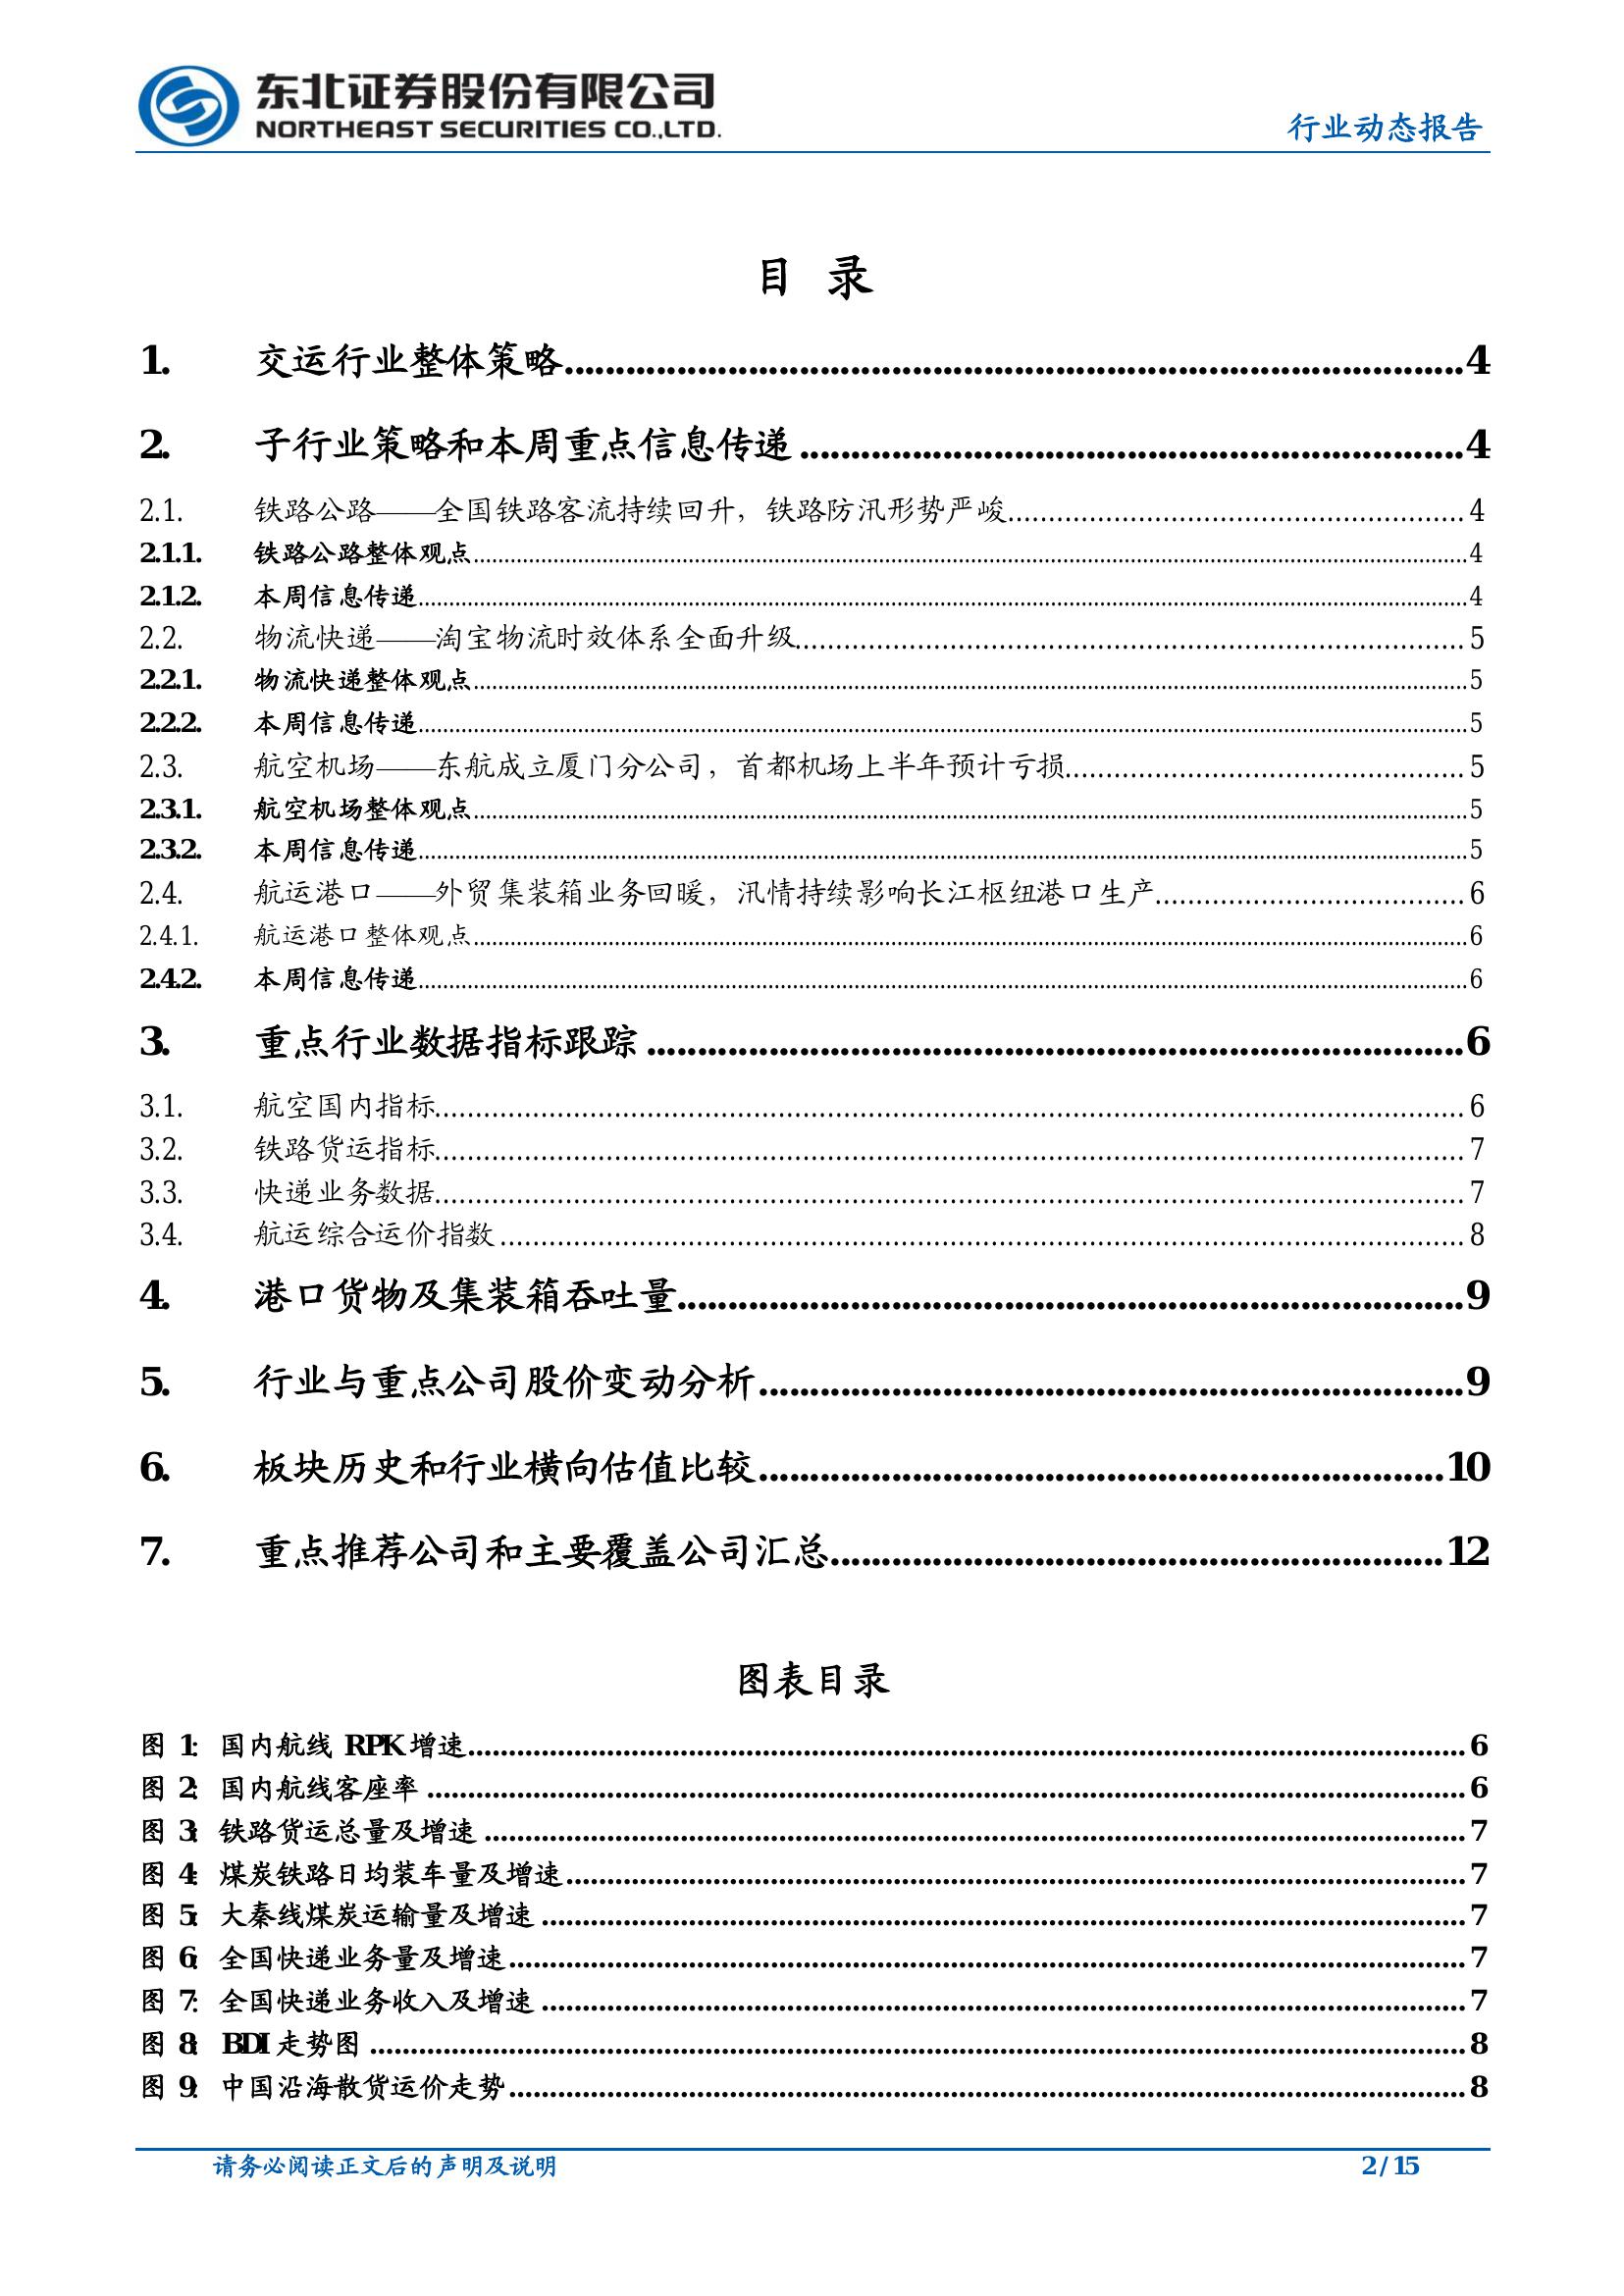 东北证券股份有限公司
NORTHEAST SECURITIES CO.,LTD.
行业动态报告
目 录
1. 交运行业整体策略 4
2. 子行业策略和本周重点信息传递 4
2.1. 铁路公路——全国铁路客流持续回升，铁路防汛形势严峻 4
2.1.1. 铁路公路整体观点 4
2.1.2. 本周信息传递 4
2.2. 物流快递——淘宝物流时效体系全面升级 5
2.2.1. 物流快递整体观点 5
2.2.2. 本周信息传递 5
2.3. 航空机场——东航成立厦门分公司，首都机场上半年预计亏损 5
2.3.1. 航空机场整体观点 5
2.3.2. 本周信息传递 5
2.4. 航运港口——外贸集装箱业务回暖，汛情持续影响长江枢纽港口生产 6
2.4.1. 航运港口整体观点 6
2.4.2. 本周信息传递 6
3. 重点行业数据指标跟踪 6
3.1. 航空国内指标 6
3.2. 铁路货运指标 7
3.3. 快递业务数据 7
3.4. 航运综合运价指数 8
4. 港口货物及集装箱吞吐量 9
5. 行业与重点公司股价变动分析 9
6. 板块历史和行业横向估值比较 10
7. 重点推荐公司和主要覆盖公司汇总 12
图表目录
图 1: 国内航线 RPK 增速 6
图 2: 国内航线客座率 6
图 3: 铁路货运总量及增速 7
图 4: 煤炭铁路日均装车量及增速 7
图 5: 大秦线煤炭运输量及增速 7
图 6: 全国快递业务量及增速 7
图 7: 全国快递业务收入及增速 7
图 8: BDI 走势图 8
图 9: 中国沿海散货运价走势 8
请务必阅读正文后的声明及说明
2 / 15